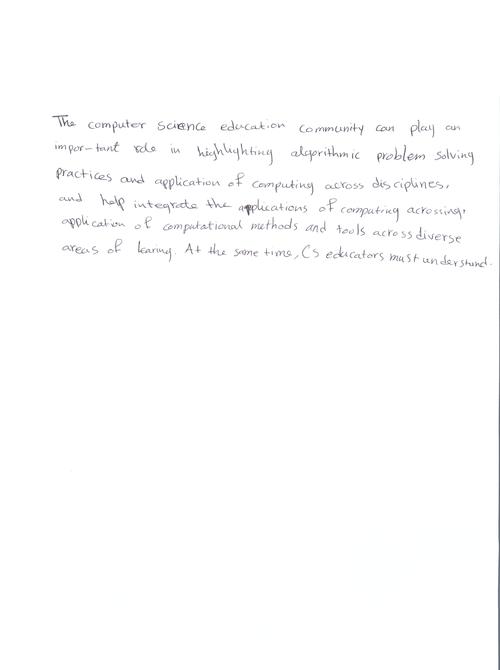 The computer science education community can play an
impor-tant role in highlighting algorithmic problem solving
practices and application of computing across disciplines,
and help integrate the applications of computing acrossing,
application of computational methods and tools across diverse
areas of learing. At the same time, CS educators must understand.